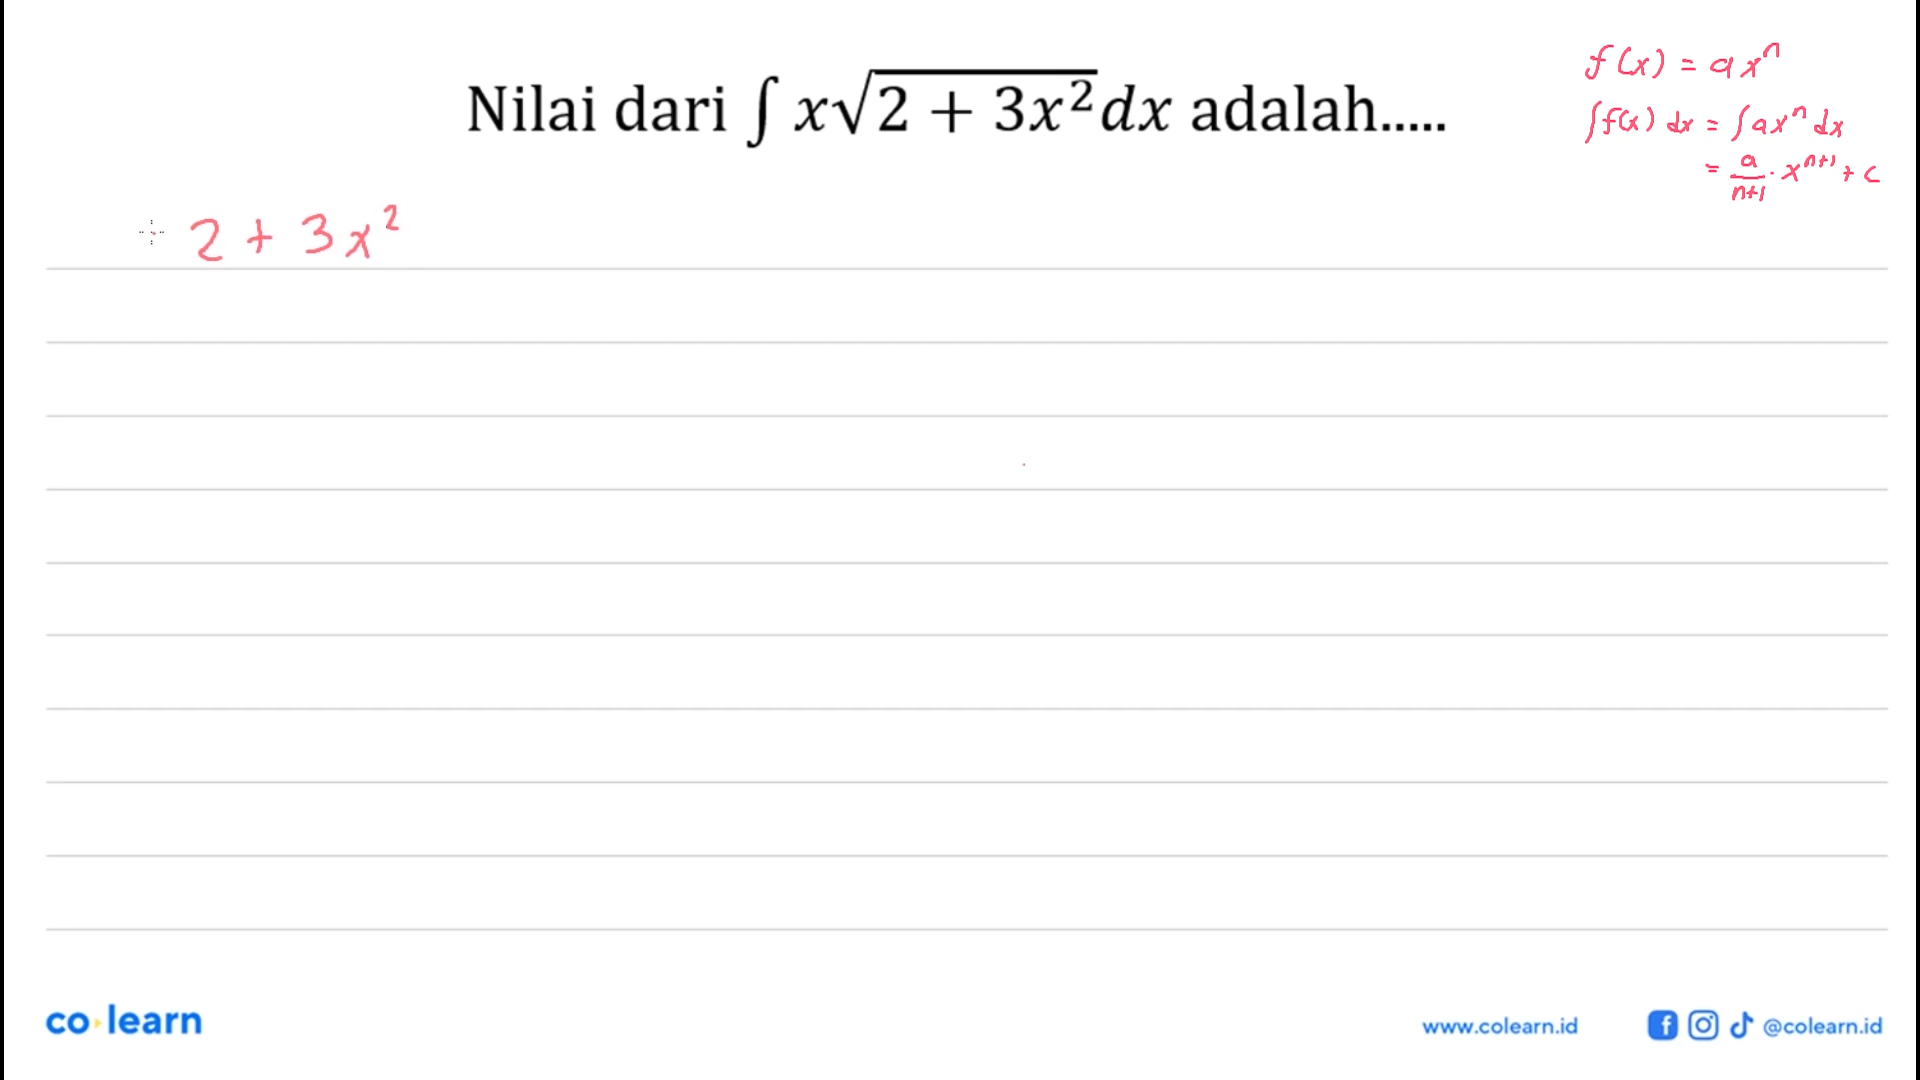 Nilai dari ∫ x√(2 + 3x²) dx adalah.....
f(x) = ax^n
∫f(x) dx = ∫ax^n dx
= a/(n+1) · x^(n+1) + c
2 + 3x²
co learn
www.colearn.id
@colearn.id